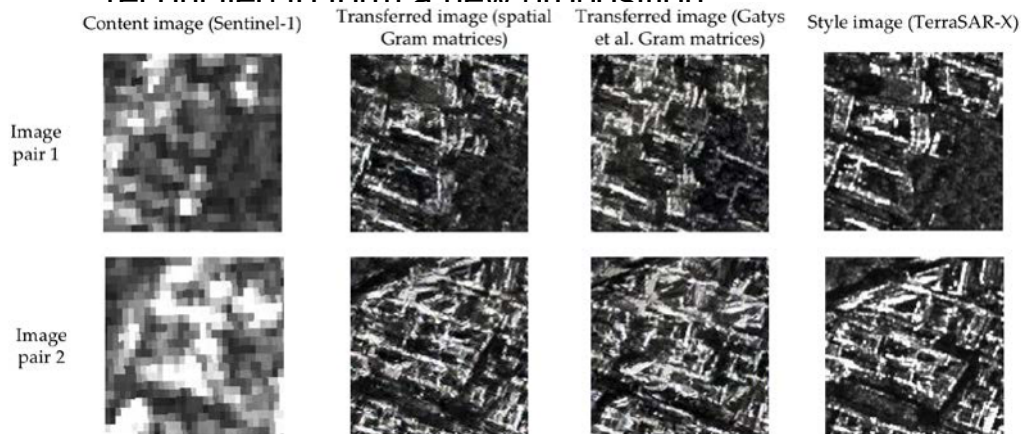 Content image (Sentinel-1)
Transferred image (spatial
Gram matrices)
Transferred image (Gatys
et al. Gram matrices)
Style image (TerraSAR-X)
Image
pair 1
Image
pair 2